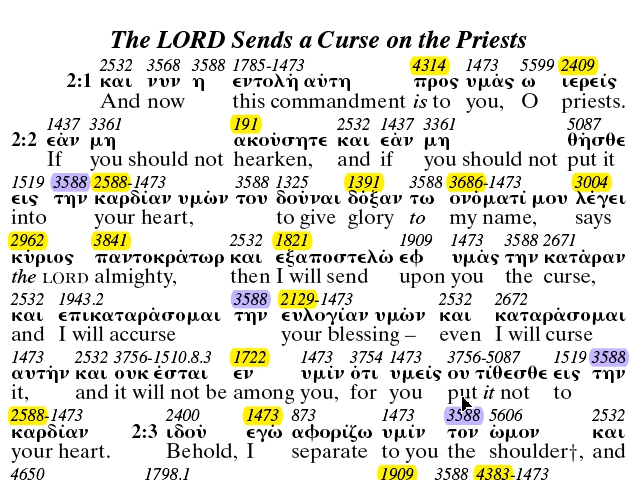 The LORD Sends a Curse on the Priests
2532 3568 3588 1785-1473 4314 1473 5599 2409
2:1 και νυν η εντολή αύτη προς υμάς ω ιερείς
And now this commandment is to you, O priests.
1437 3361 191 2532 1437 3361 5087
2:2 εάν μη ακούσητε και εάν μη θήσθε
If you should not hearken, and if you should not put it
1519 3588 2588-1473 3588 1325 1391 3588 3686-1473 3004
εις την καρδίαν υμών του δούναι δόξαν τω ονόματί μου λέγει
into your heart, to give glory to my name, says
2962 3841 2532 1821 1909 1473 3588 2671
κύριος παντοκράτωρ και εξαποστελώ εφ υμάς την κατάραν
the LORD almighty, then I will send upon you the curse,
2532 1943.2 3588 2129-1473 2532 2672
και επικαταράσομαι την ευλογίαν υμών και καταράσομαι
and I will accurse your blessing – even I will curse
1473 2532 3756-1510.8.3 1722 1473 3754 1473 3756-5087 1519 3588
αυτήν και ουκ έσται εν υμίν ότι υμείς ου τίθεσθε εις την
it, and it will not be among you, for you put it not to
2588-1473 2400 1473 873 1473 3588 5606 2532
καρδίαν 2:3 ιδού εγώ αφορίζω υμίν τον ώμον και
your heart. Behold, I separate to you the shoulder†, and
4650 1798.1 1909 3588 4383-1473